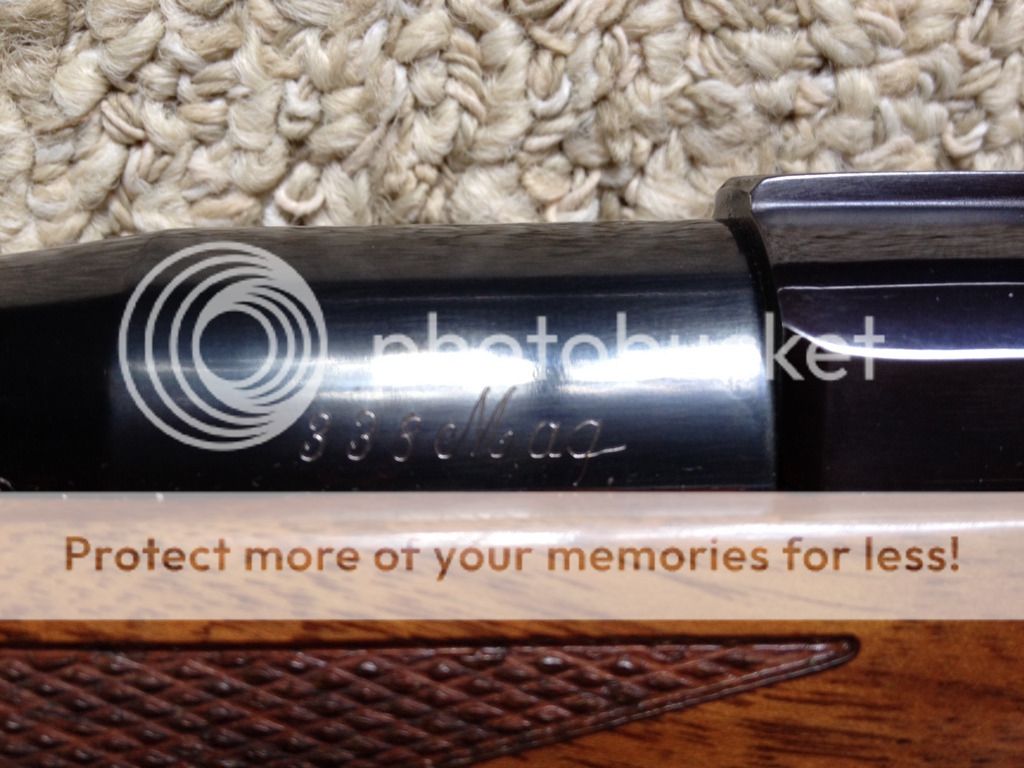 photobucket
338 Mag
Protect more of your memories for less!